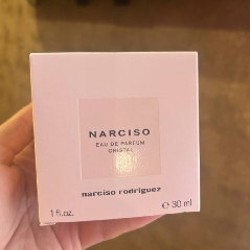 NARCISO
EAU DE PARFUM
CRISTAL
narciso rodriguez
1 fl.oz. ℮ 30 ml